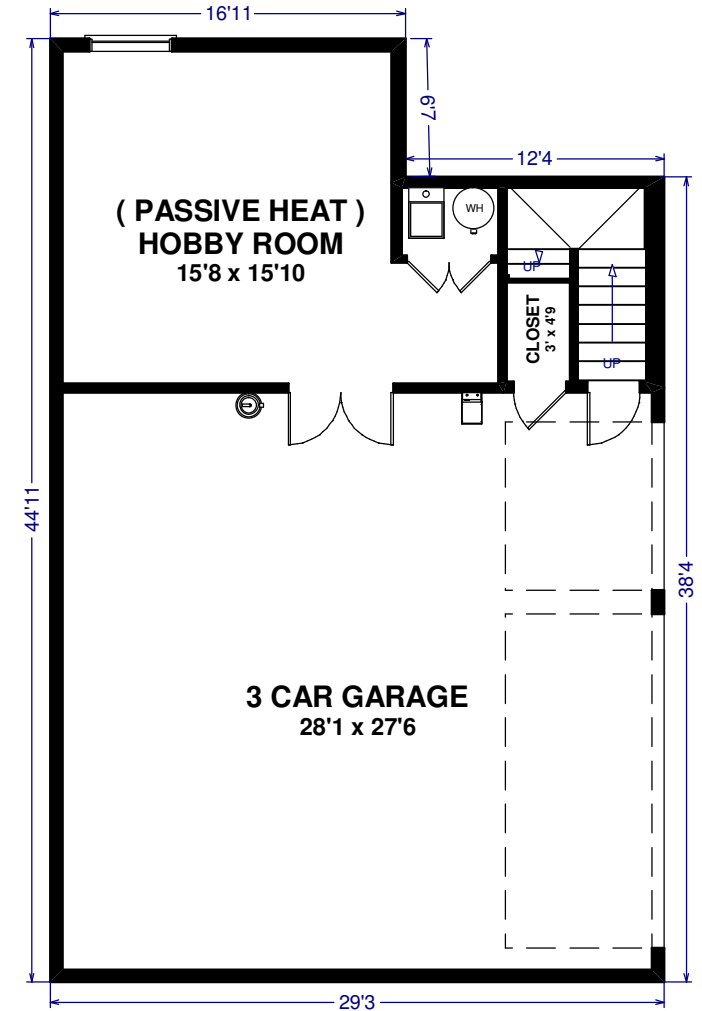 16'11
6'7
12'4
( PASSIVE HEAT )
HOBBY ROOM
15'8 x 15'10
WH
UP
CLOSET
3' x 4'9
UP
44'11
38'4
3 CAR GARAGE
28'1 x 27'6
29'3